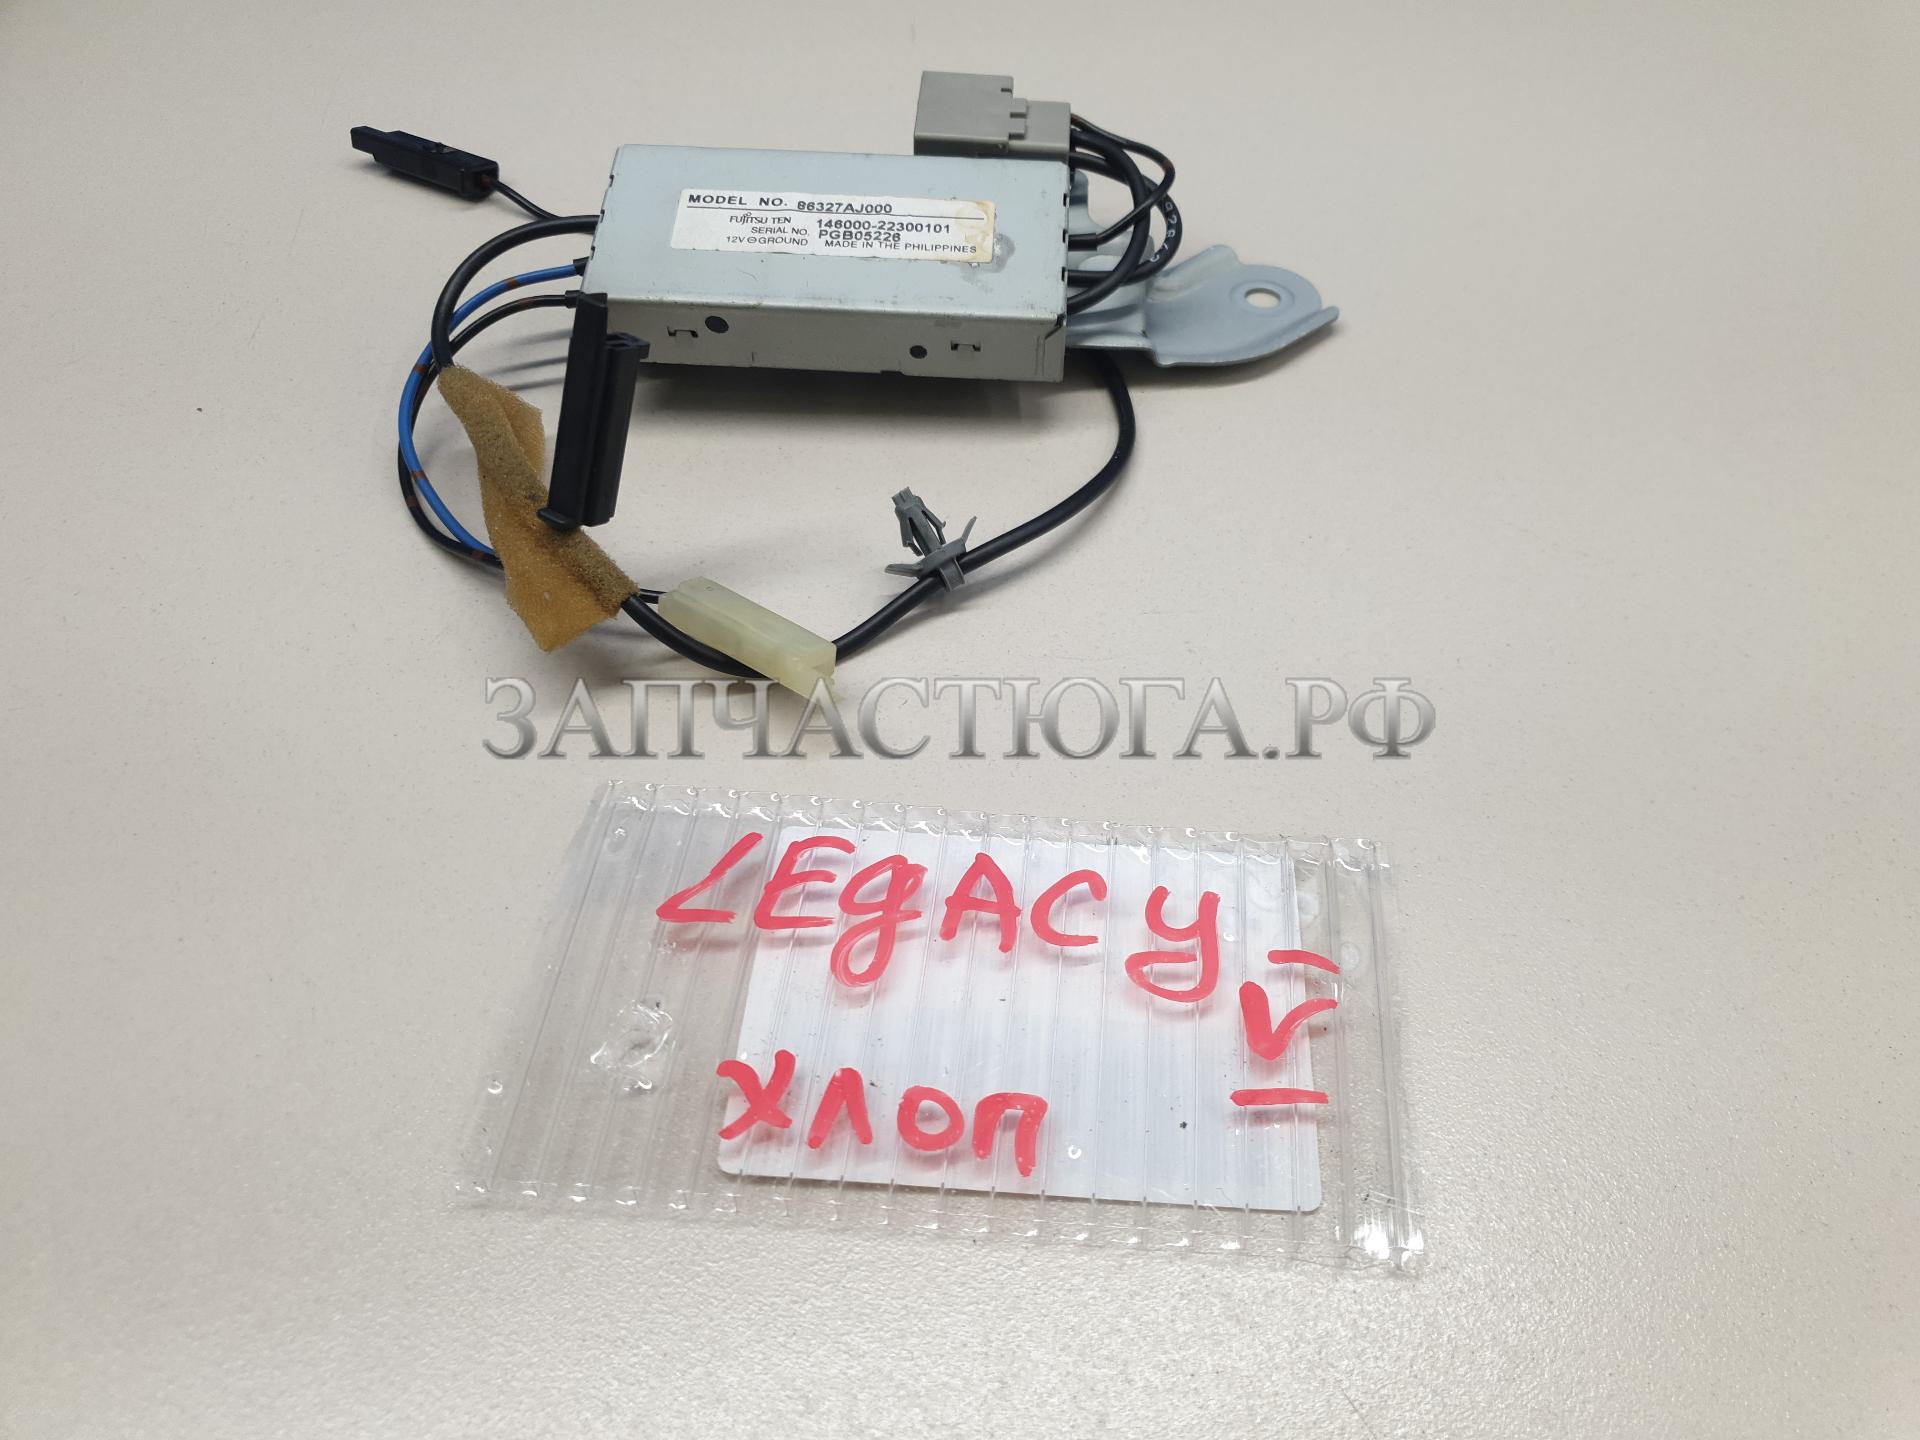 MODEL NO. 86327AJ000
FUJITSU TEN 146000-22300101
SERIAL NO. PGB05226
12V⊖GROUND MADE IN THE PHILIPPINES
ЗАПЧАСТЮГА.РФ
LEgACY V
ХЛОП